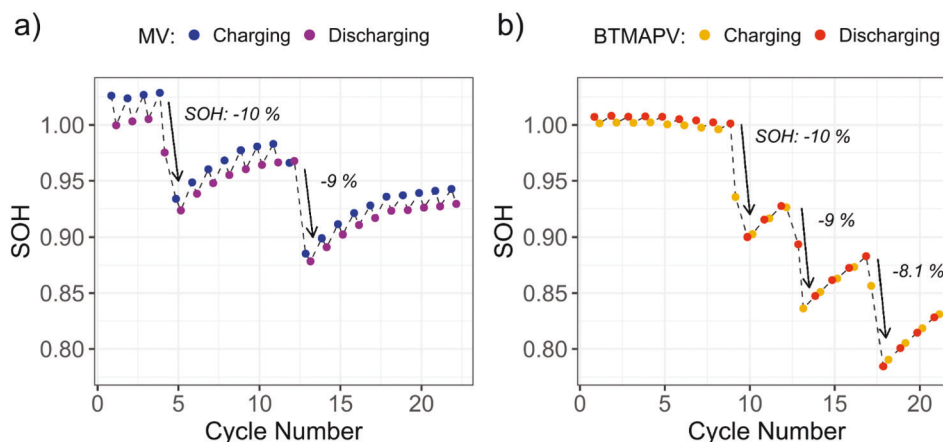 a)
MV: Charging Discharging
SOH
1.00
0.95
0.90
0.85
0.80
SOH: -10 %
-9 %
0 5 10 15 20
Cycle Number
b)
BTMAPV: Charging Discharging
SOH
1.00
0.95
0.90
0.85
0.80
SOH: -10 %
-9 %
-8.1 %
0 5 10 15 20
Cycle Number